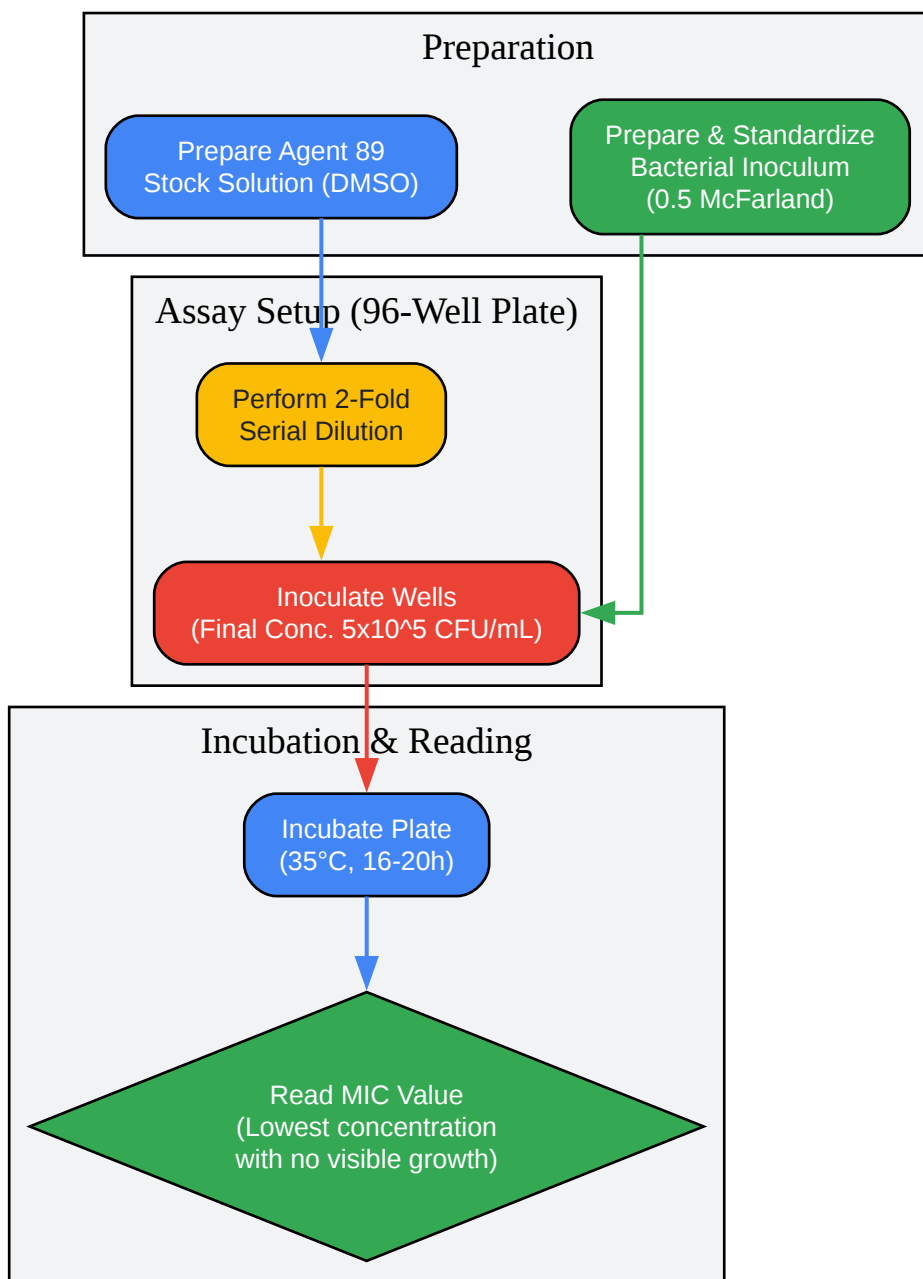 Preparation
Prepare Agent 89
Stock Solution (DMSO)
Prepare & Standardize
Bacterial Inoculum
(0.5 McFarland)
Assay Setup (96-Well Plate)
Perform 2-Fold
Serial Dilution
Inoculate Wells
(Final Conc. 5x10^5 CFU/mL)
Incubation & Reading
Incubate Plate
(35°C, 16-20h)
Read MIC Value
(Lowest concentration
with no visible growth)